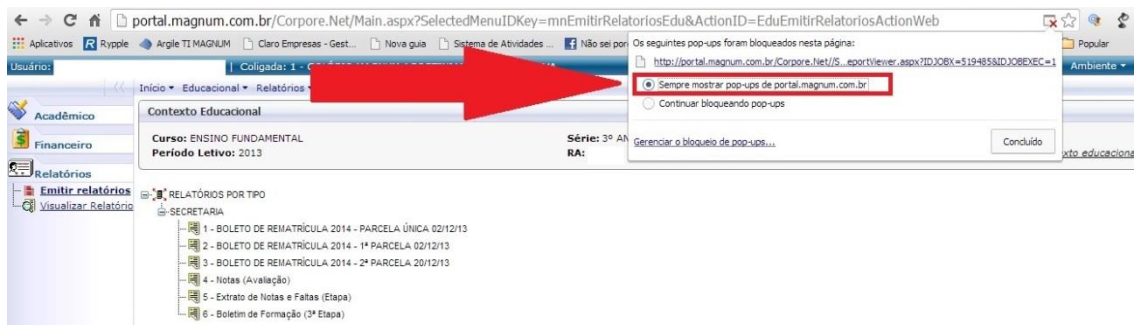 portal.magnum.com.br/Corpore.Net/Main.aspx?SelectedMenuIDKey=mnEmitirRelatoriosEdu&ActionID=EduEmitirRelatoriosActionWeb
Aplicativos Rypple Argile TI MAGNUM Claro Empresas - Gest... Nova guia Sistema de Atividades ... Não sei por Popular
Os seguintes pop-ups foram bloqueados nesta página:
http://portal.magnum.com.br/Corpore.Net//S...eportViewer.aspx?IDJOBX=519485&IDJOBEXEC=1
Sempre mostrar pop-ups de portal.magnum.com.br
Continuar bloqueando pop-ups
Gerenciar o bloqueio de pop-ups... Concluído
Usuário: Coligada: 1 - Ambiente
Início Educacional Relatórios
Acadêmico
Financeiro
Relatórios
Emitir relatórios
Visualizar Relatório
Contexto Educacional
Curso: ENSINO FUNDAMENTAL Série: 3º AN
Período Letivo: 2013 RA: xto educaciona
RELATÓRIOS POR TIPO
SECRETARIA
1 - BOLETO DE REMATRÍCULA 2014 - PARCELA ÚNICA 02/12/13
2 - BOLETO DE REMATRÍCULA 2014 - 1ª PARCELA 02/12/13
3 - BOLETO DE REMATRÍCULA 2014 - 2ª PARCELA 20/12/13
4 - Notas (Avaliação)
5 - Extrato de Notas e Faltas (Etapa)
6 - Boletim de Formação (3ª Etapa)